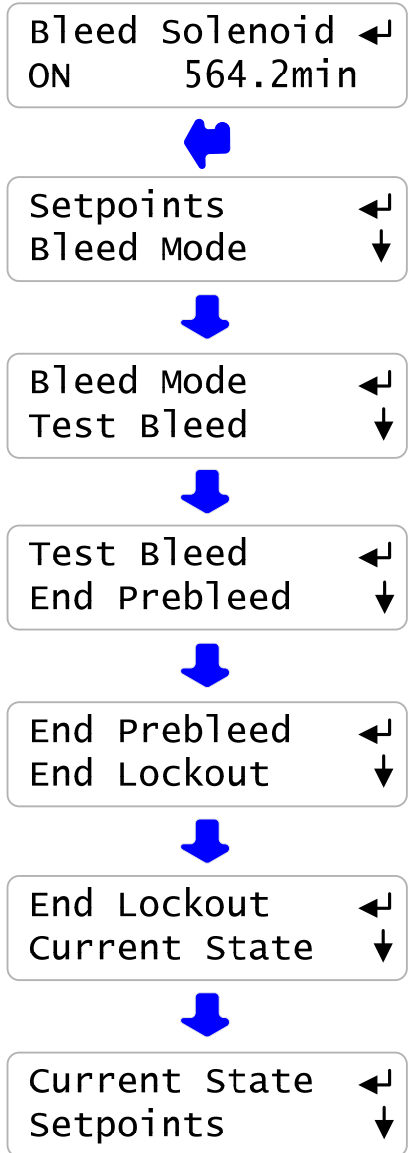 Bleed Solenoid
ON 564.2min
Setpoints
Bleed Mode
Bleed Mode
Test Bleed
Test Bleed
End Prebleed
End Prebleed
End Lockout
End Lockout
Current State
Current State
Setpoints